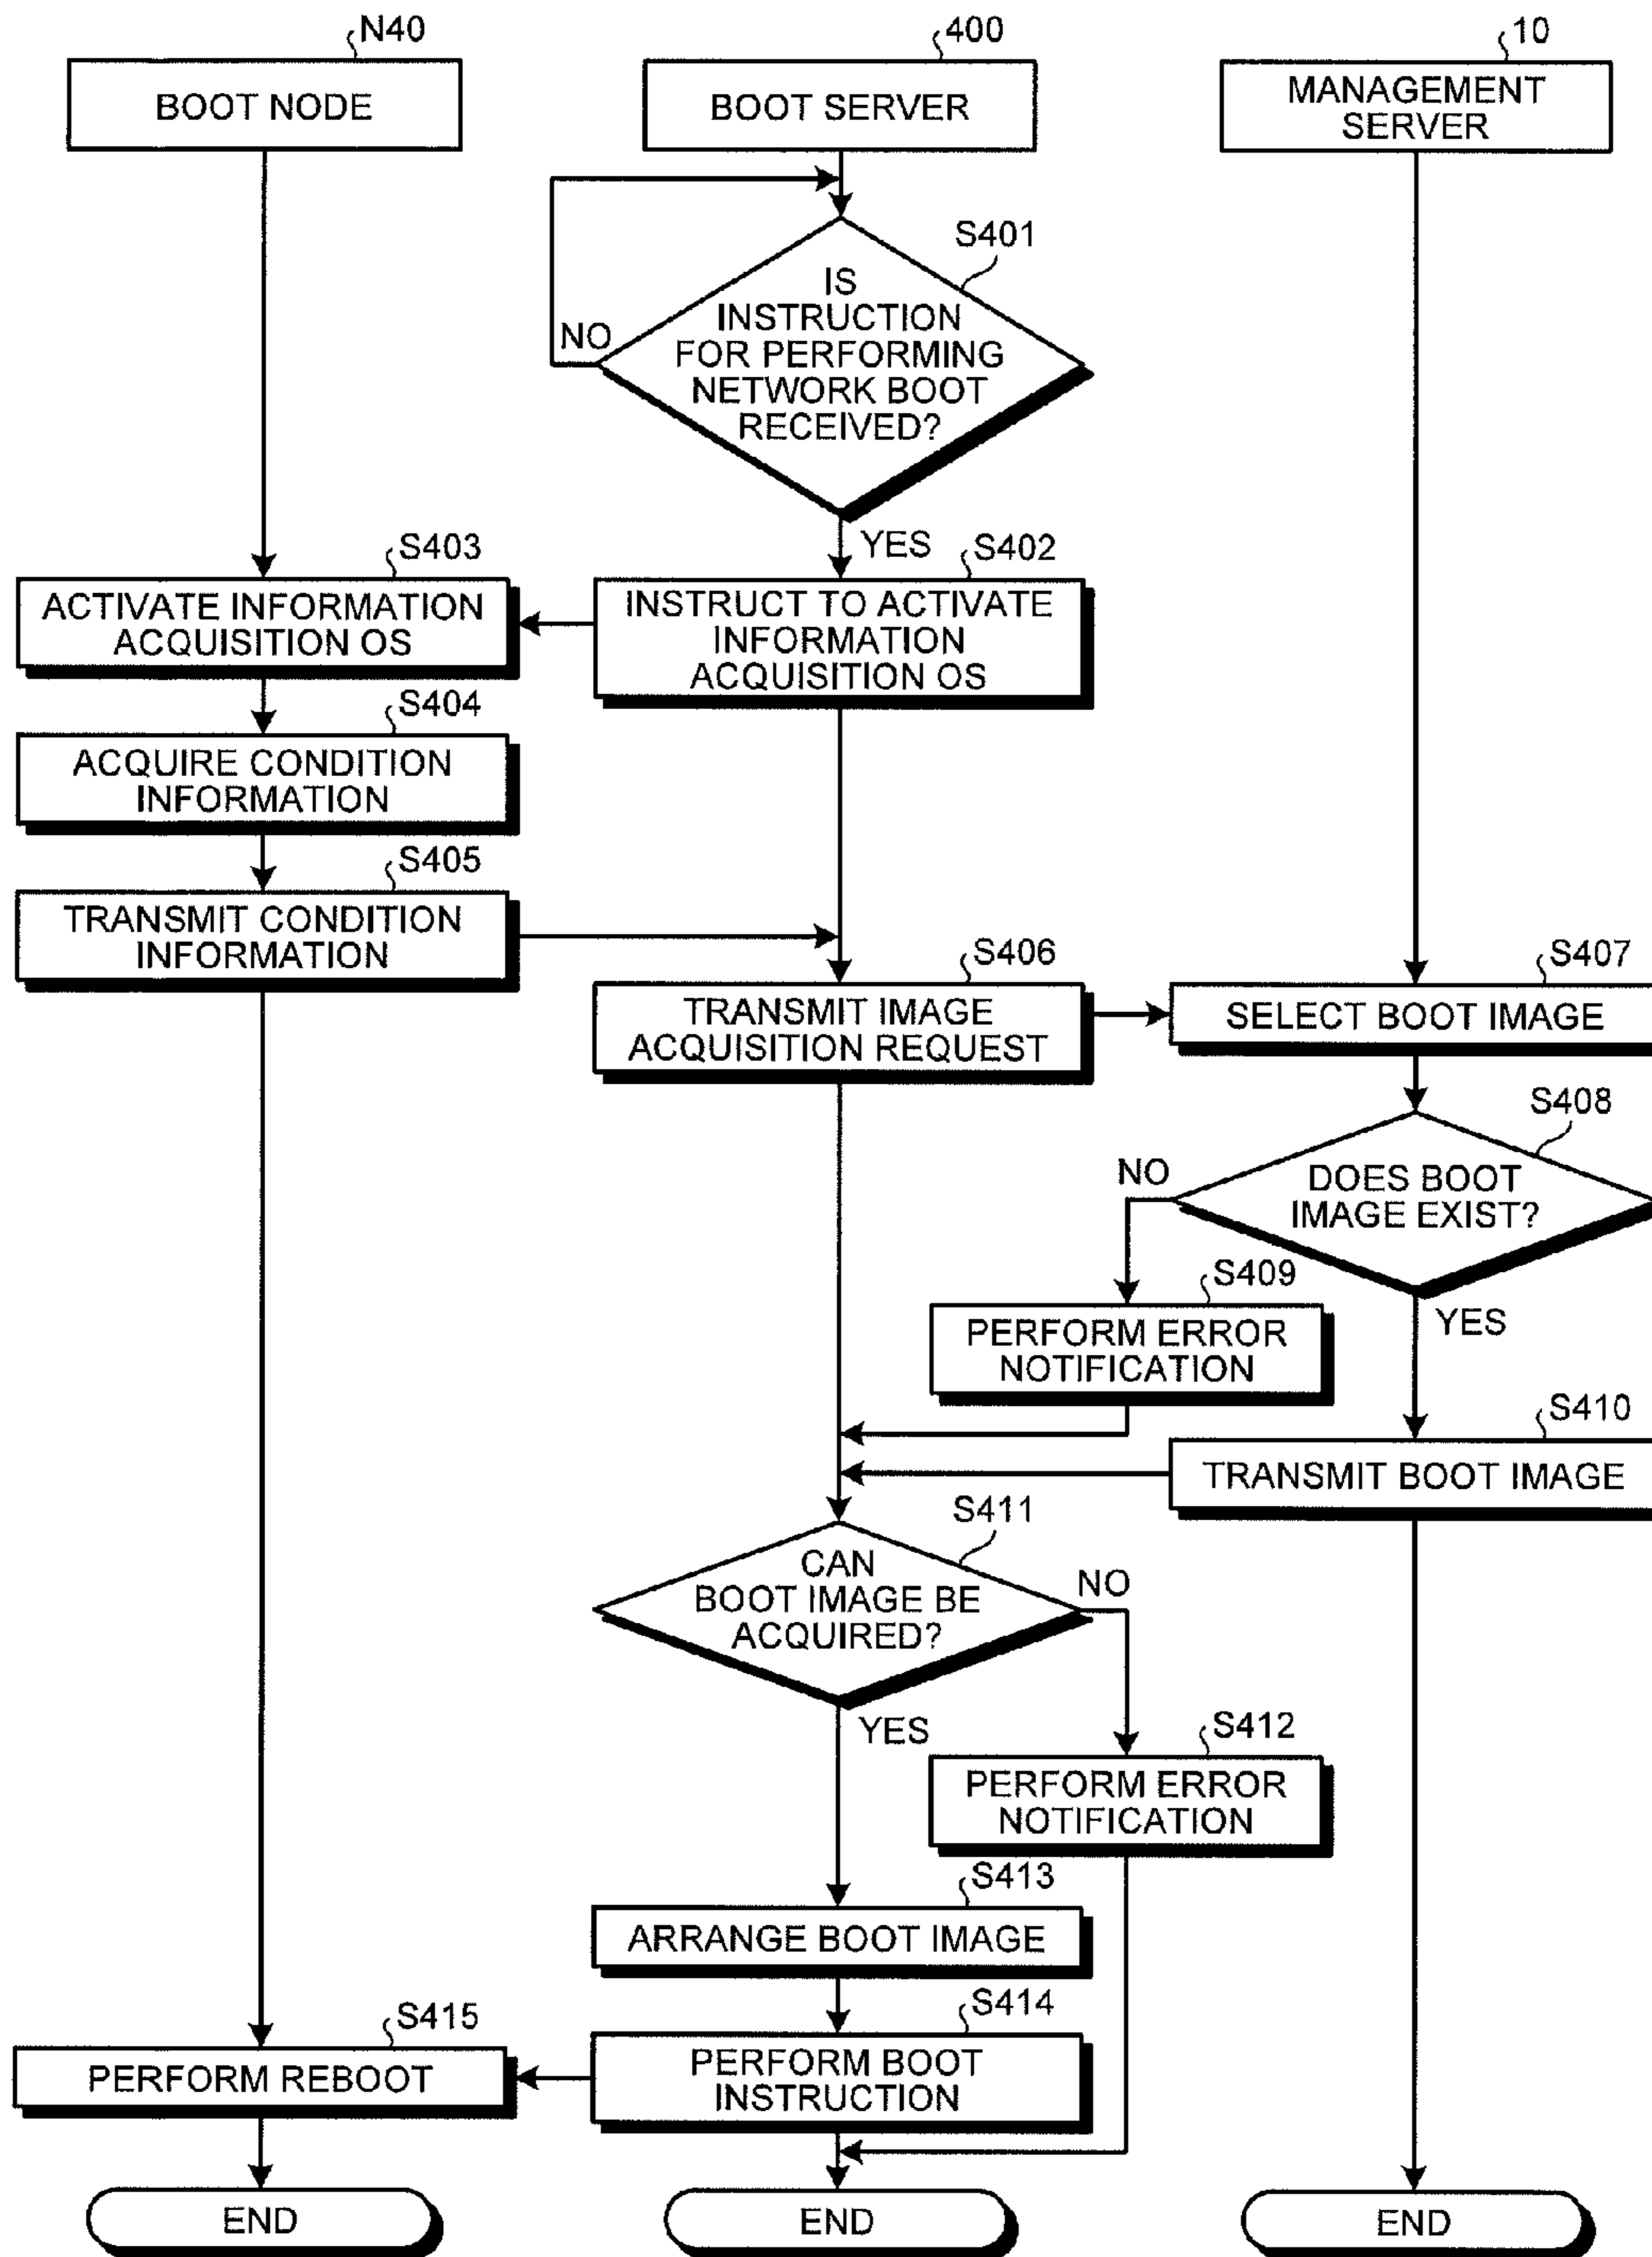 N40
400
10
BOOT NODE
BOOT SERVER
MANAGEMENT
SERVER
S401
IS
INSTRUCTION
FOR PERFORMING
NETWORK BOOT
RECEIVED?
NO
YES
S403
S402
ACTIVATE INFORMATION
ACQUISITION OS
INSTRUCT TO ACTIVATE
INFORMATION
ACQUISITION OS
S404
ACQUIRE CONDITION
INFORMATION
S405
TRANSMIT CONDITION
INFORMATION
S406
S407
TRANSMIT IMAGE
ACQUISITION REQUEST
SELECT BOOT IMAGE
S408
NO
DOES BOOT
IMAGE EXIST?
S409
YES
PERFORM ERROR
NOTIFICATION
S410
TRANSMIT BOOT IMAGE
S411
CAN
BOOT IMAGE BE
ACQUIRED?
NO
YES
S412
PERFORM ERROR
NOTIFICATION
S413
ARRANGE BOOT IMAGE
S415
S414
PERFORM REBOOT
PERFORM BOOT
INSTRUCTION
END
END
END